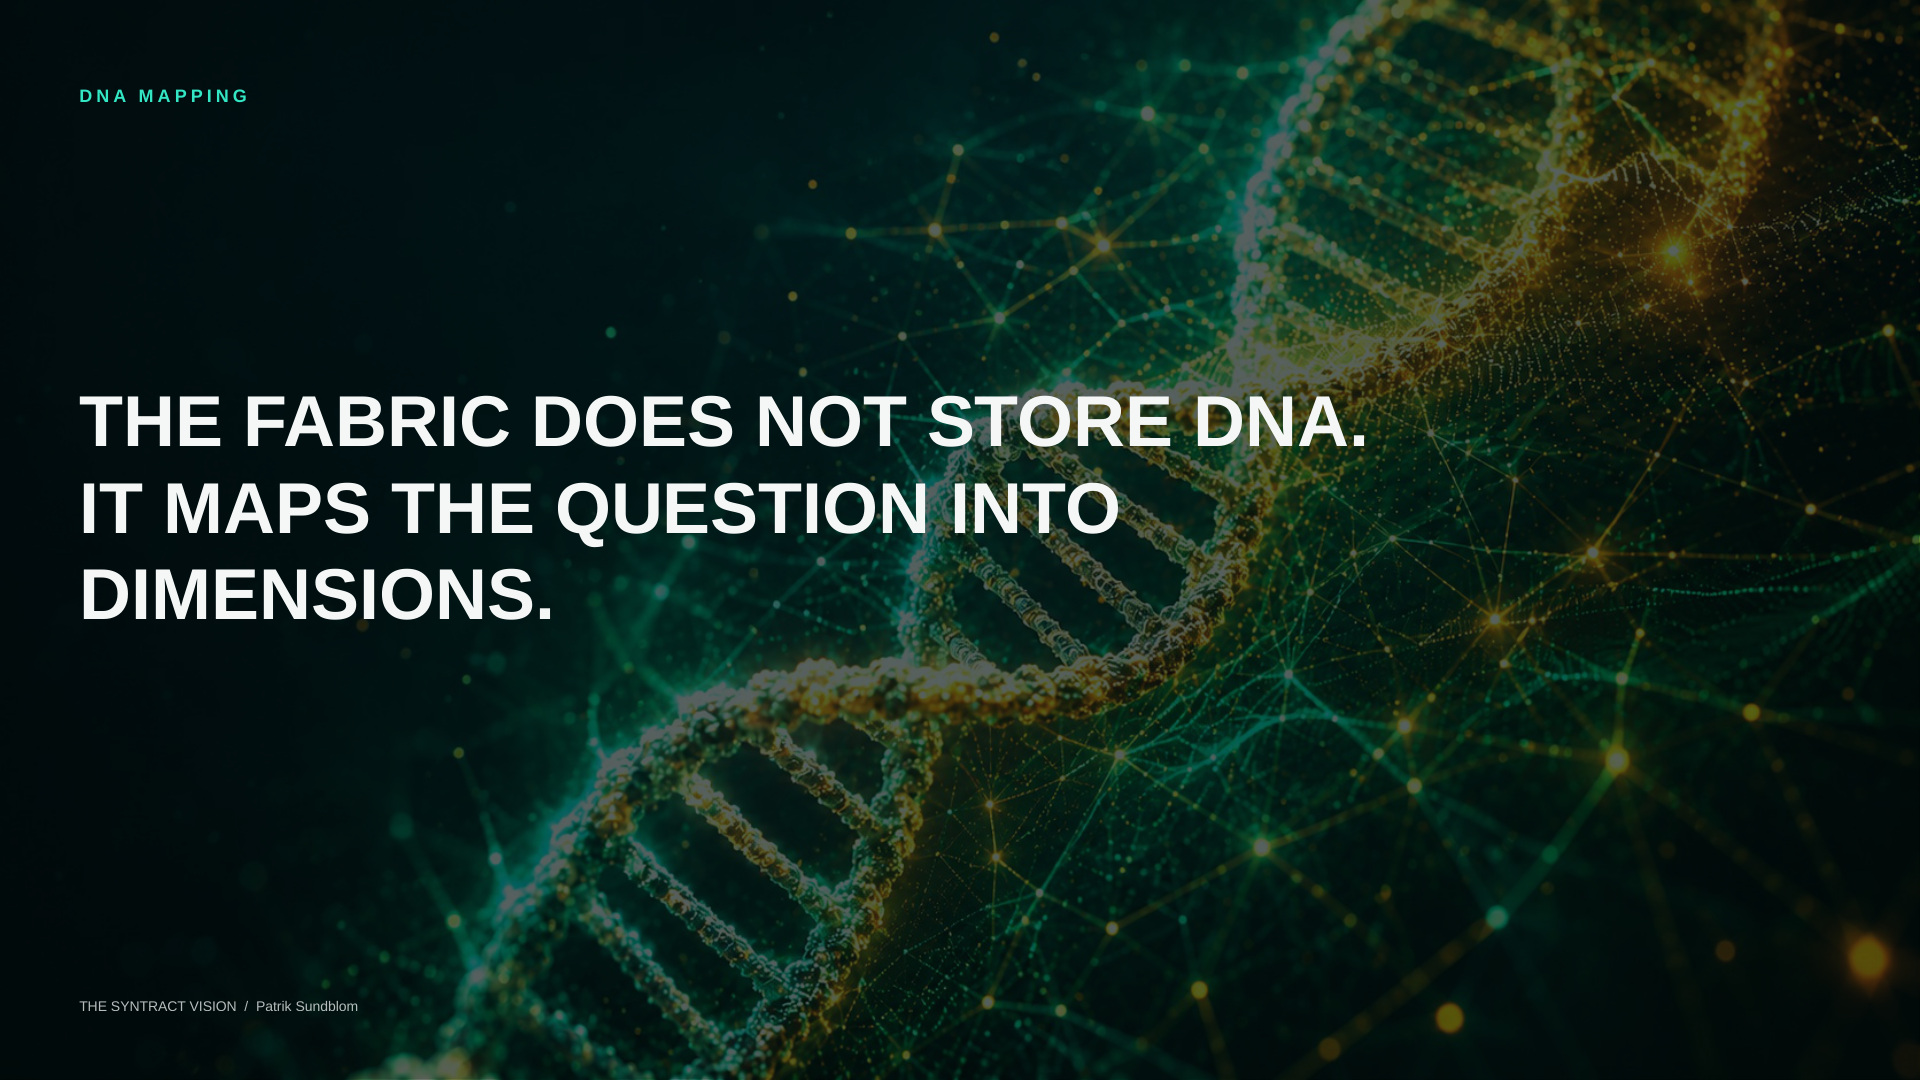 DNA MAPPING
THE FABRIC DOES NOT STORE DNA.
IT MAPS THE QUESTION INTO
DIMENSIONS.
THE SYNTRACT VISION / Patrik Sundblom